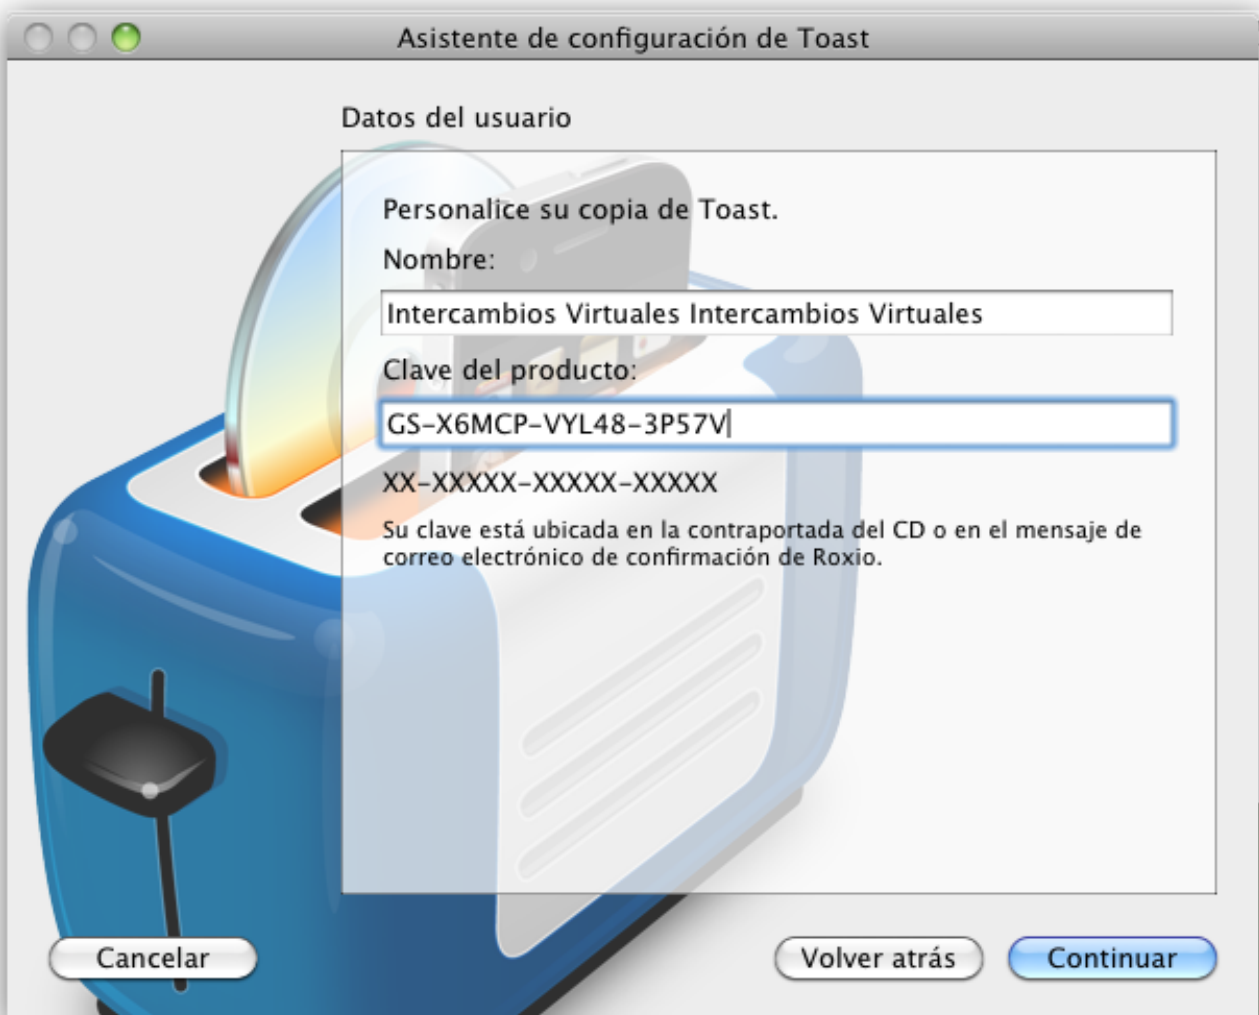 Asistente de configuración de Toast
Datos del usuario
Personalice su copia de Toast.
Nombre:
Intercambios Virtuales Intercambios Virtuales
Clave del producto:
GS-X6MCP-VYL48-3P57V
XX-XXXXX-XXXXX-XXXXX
Su clave está ubicada en la contraportada del CD o en el mensaje de
correo electrónico de confirmación de Roxio.
Cancelar
Volver atrás
Continuar